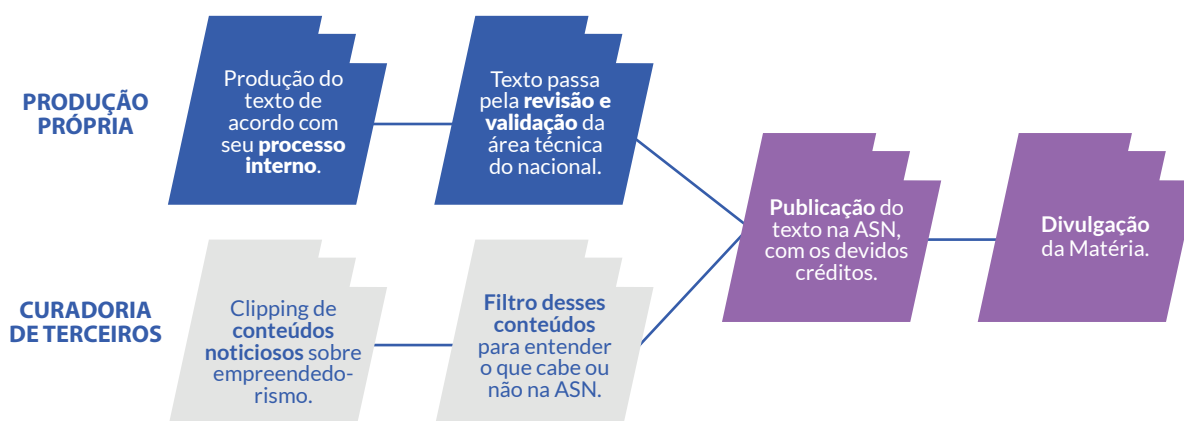 PRODUÇÃO
PRÓPRIA
Produção do
texto de
acordo com
seu processo
interno.
Texto passa
pela revisão e
validação da
área técnica
do nacional.
CURADORIA
DE TERCEIROS
Clipping de
conteúdos
noticiosos sobre
empreendedo-
rismo.
Filtro desses
conteúdos
para entender
o que cabe ou
não na ASN.
Publicação do
texto na ASN,
com os devidos
créditos.
Divulgação
da Matéria.